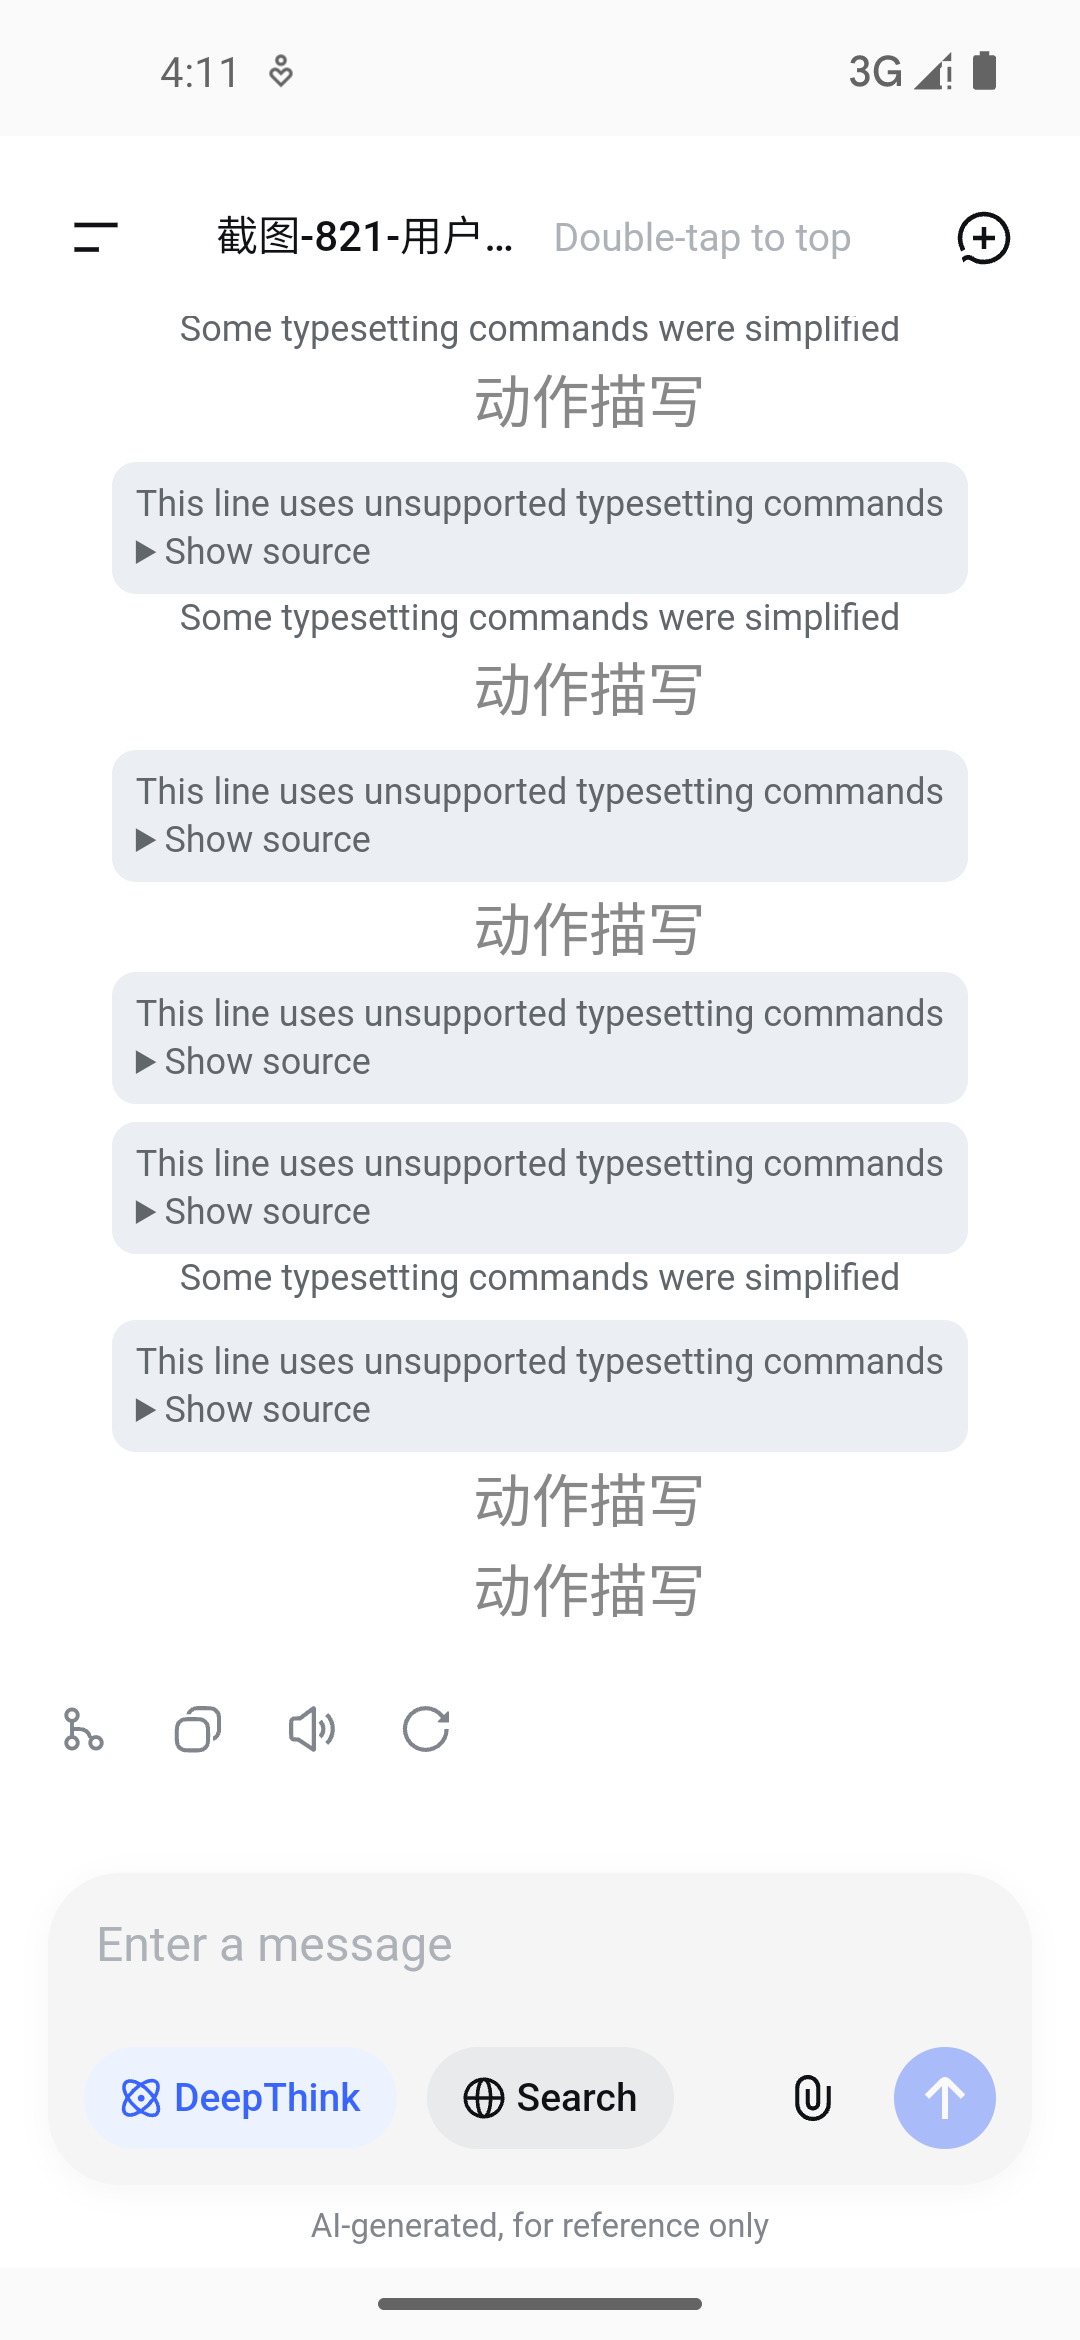 4:11
3G
截图-821-用户...
Double-tap to top
Some typesetting commands were simplified
动作描写
This line uses unsupported typesetting commands
Show source
Some typesetting commands were simplified
动作描写
This line uses unsupported typesetting commands
Show source
动作描写
This line uses unsupported typesetting commands
Show source
This line uses unsupported typesetting commands
Show source
Some typesetting commands were simplified
This line uses unsupported typesetting commands
Show source
动作描写
动作描写
Enter a message
DeepThink
Search
AI-generated, for reference only